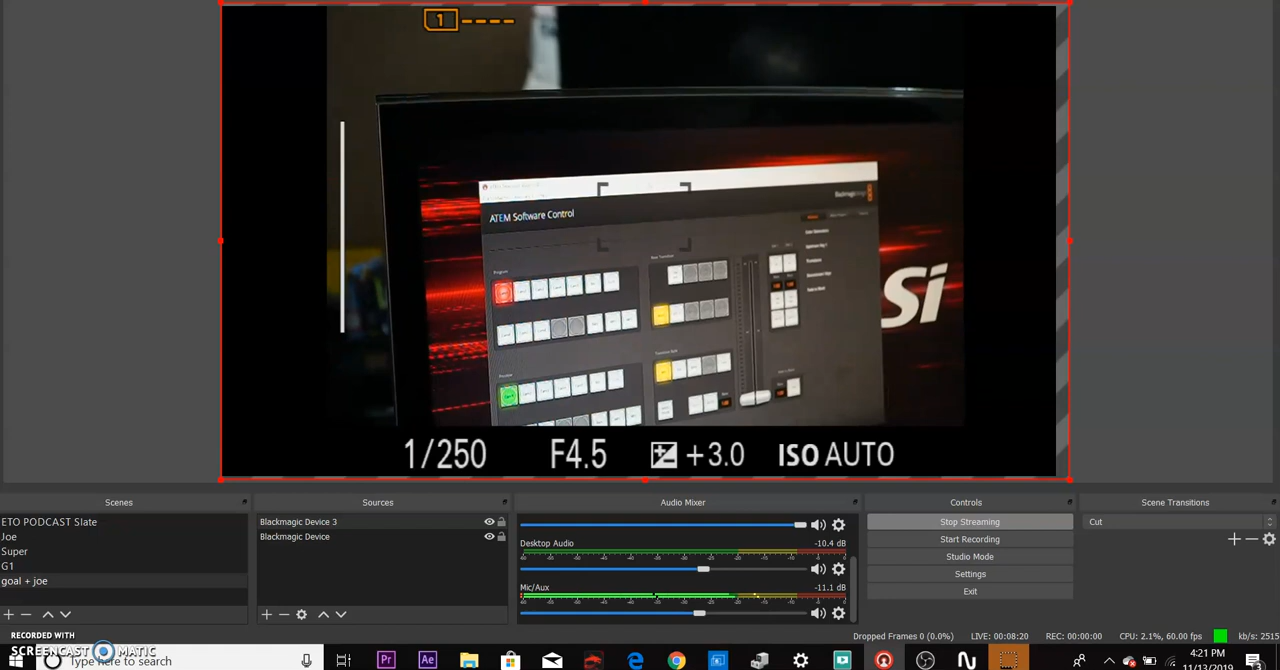 1
ATEM Software Control
Blackmagicdesign
Program
Si
1/250 F4.5 +3.0 ISO AUTO
Scenes
Sources
Audio Mixer
Controls
Scene Transitions
ETO PODCAST Slate
Joe
Super
G1
goal + joe
Blackmagic Device 3
Blackmagic Device
Desktop Audio -10.4 dB
Mic/Aux -11.1 dB
Stop Streaming
Start Recording
Studio Mode
Settings
Exit
Cut
Dropped Frames 0 (0.0%) LIVE: 00:08:20 REC: 00:00:00 CPU: 2.1%, 60.00 fps kb/s: 2515
RECORDED WITH
SCREENCAST MATIC
Type here to search
Pr
Ae
4:21 PM
11/13/2019